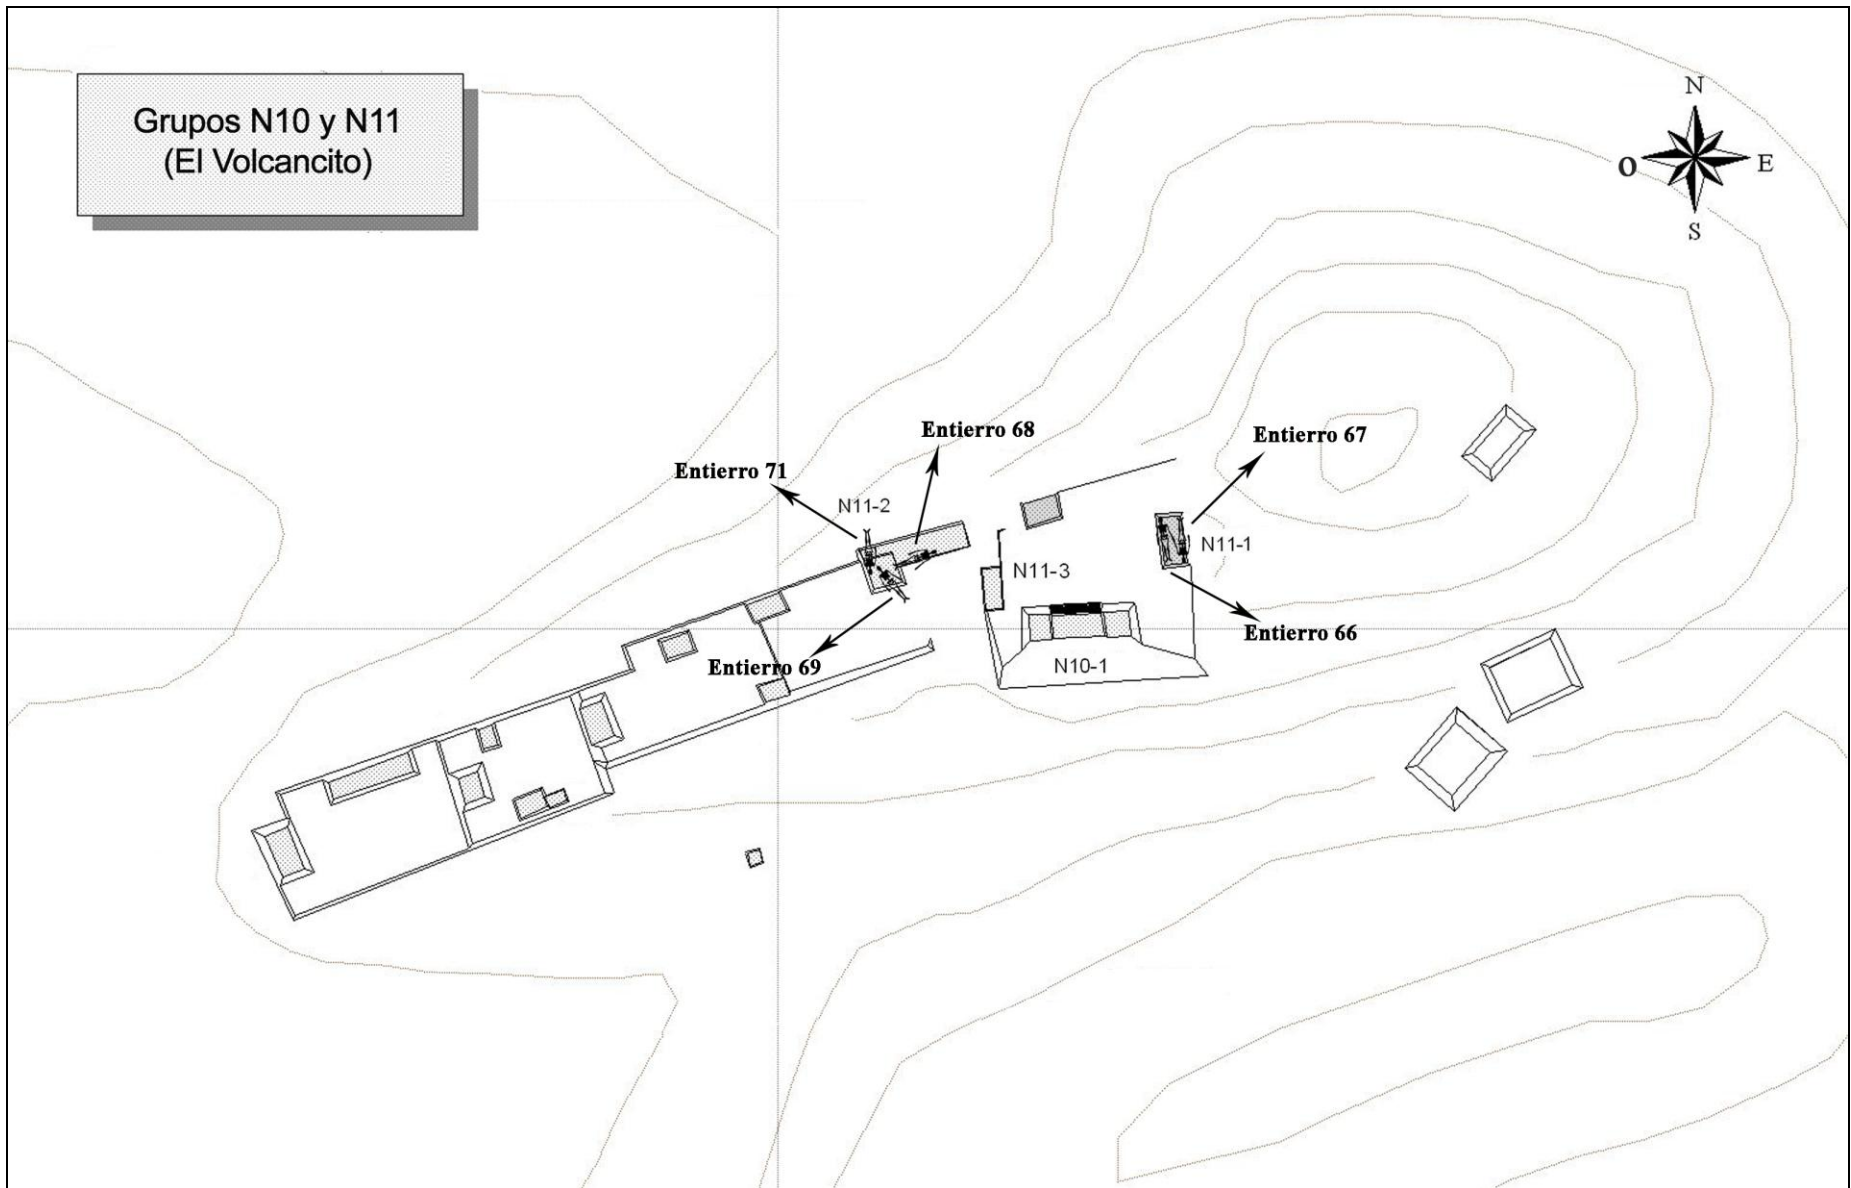 Grupos N10 y N11
(El Volcancito)
N
O
E
S
Entierro 68
Entierro 67
Entierro 71
N11-2
N11-1
N11-3
Entierro 66
Entierro 69
N10-1